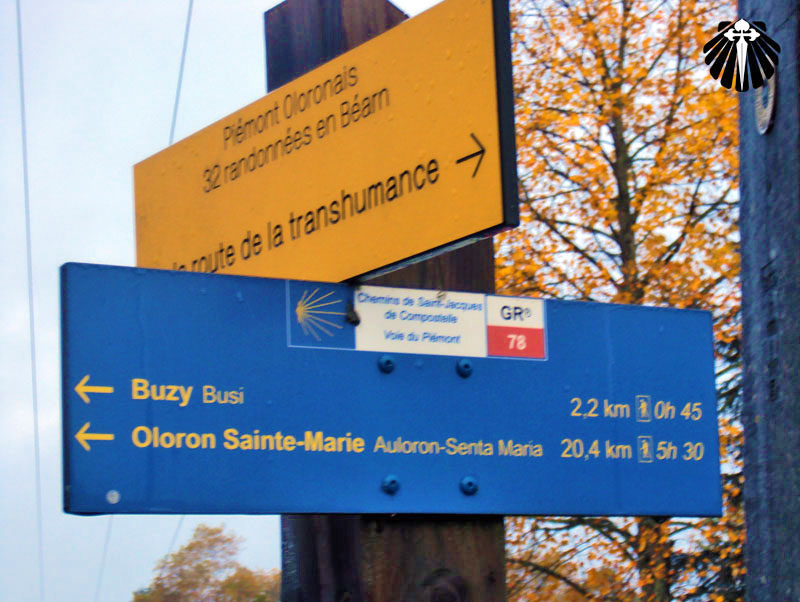 Piémont Oloronais
32 randonnées en Béarn
route de la transhumance
Chemins de Saint-Jacques
de Compostelle
Voie du Piémont
GR®
78
Buzy Busi 2,2 km 0h 45
Oloron Sainte-Marie Auloron-Senta Maria 20,4 km 5h 30